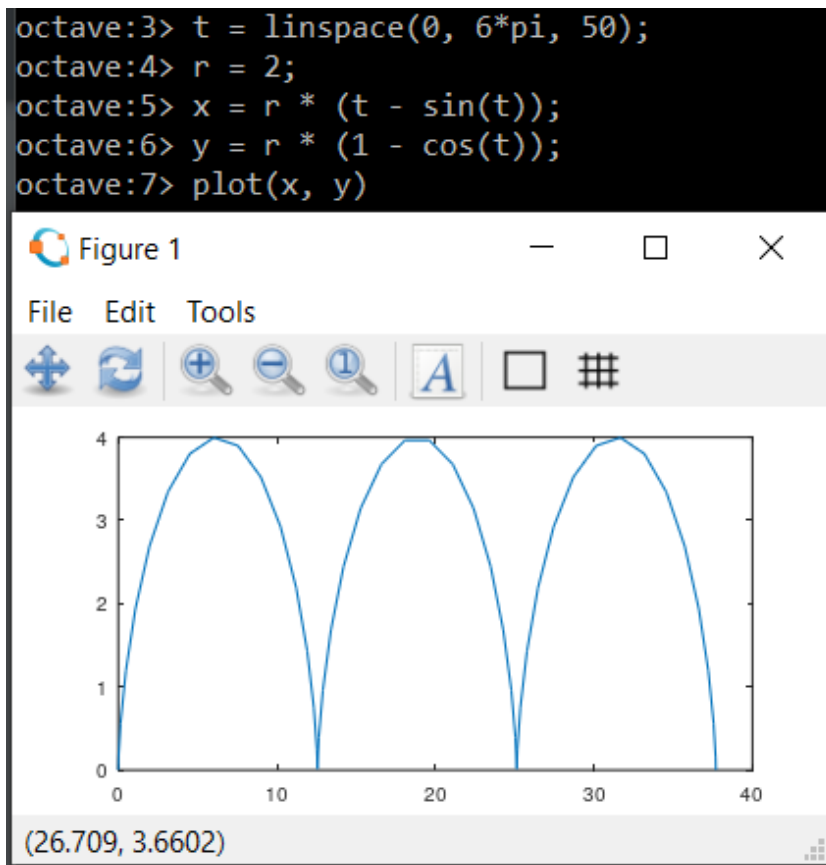 octave:3> t = linspace(0, 6*pi, 50);
octave:4> r = 2;
octave:5> x = r * (t - sin(t));
octave:6> y = r * (1 - cos(t));
octave:7> plot(x, y)
Figure 1
File Edit Tools
A
4
3
2
1
0
0 10 20 30 40
(26.709, 3.6602)